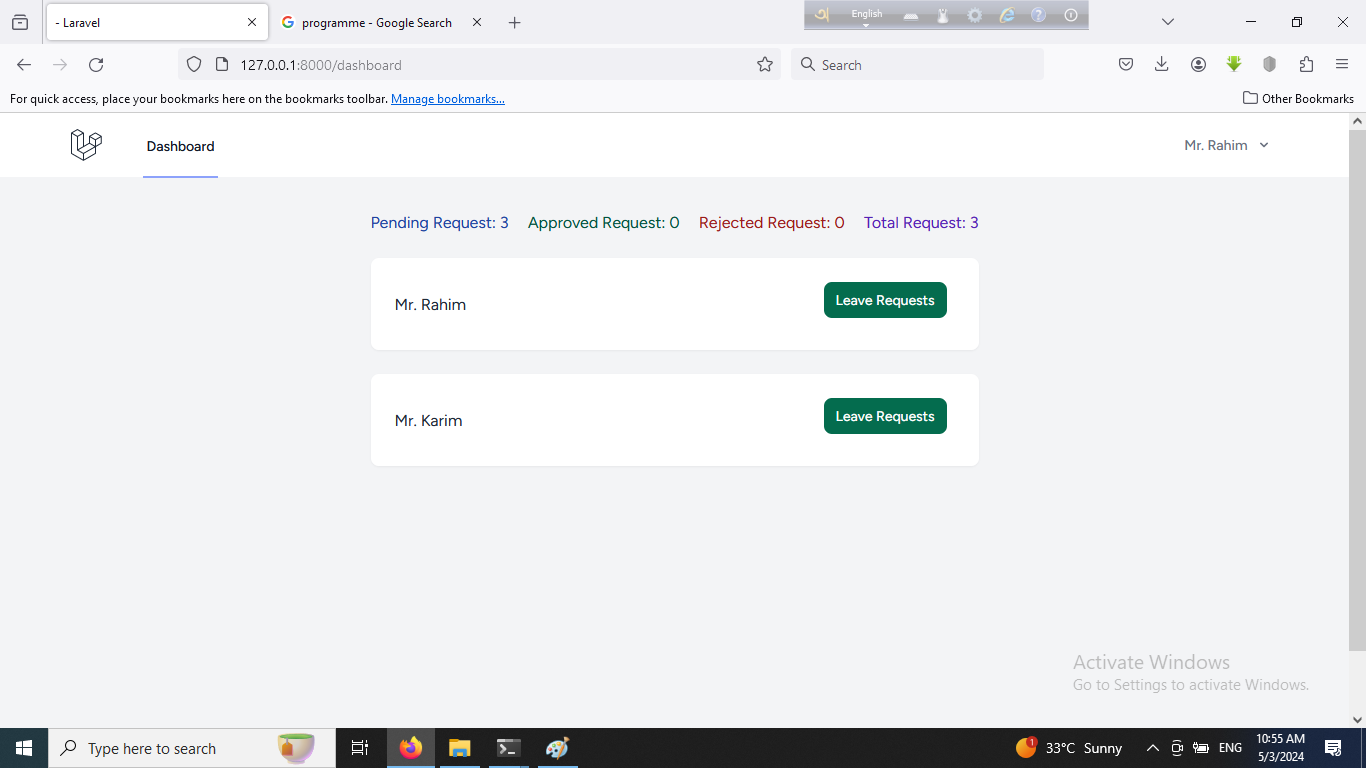 - Laravel
programme - Google Search
অ English
127.0.0.1:8000/dashboard
Search
For quick access, place your bookmarks here on the bookmarks toolbar. Manage bookmarks...
Other Bookmarks
Dashboard
Mr. Rahim
Pending Request: 3 Approved Request: 0 Rejected Request: 0 Total Request: 3
Mr. Rahim
Leave Requests
Mr. Karim
Leave Requests
Activate Windows
Go to Settings to activate Windows.
Type here to search
1
33°C Sunny
ENG
10:55 AM
5/3/2024